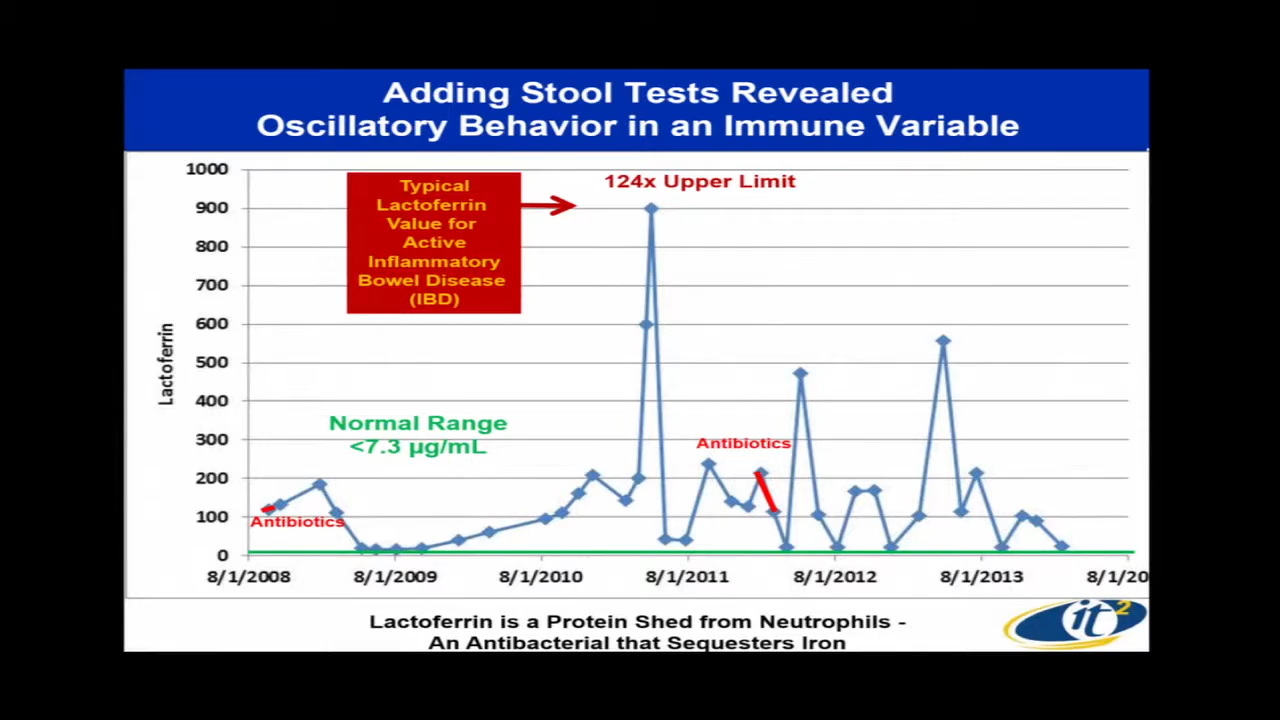 Adding Stool Tests Revealed
Oscillatory Behavior in an Immune Variable
1000
900
800
700
600
500
400
300
200
100
0
Lactoferrin
Typical
Lactoferrin
Value for
Active
Inflammatory
Bowel Disease
(IBD)
124x Upper Limit
Normal Range
<7.3 µg/mL
Antibiotics
Antibiotics
8/1/2008 8/1/2009 8/1/2010 8/1/2011 8/1/2012 8/1/2013 8/1/20
Lactoferrin is a Protein Shed from Neutrophils -
An Antibacterial that Sequesters Iron
it2